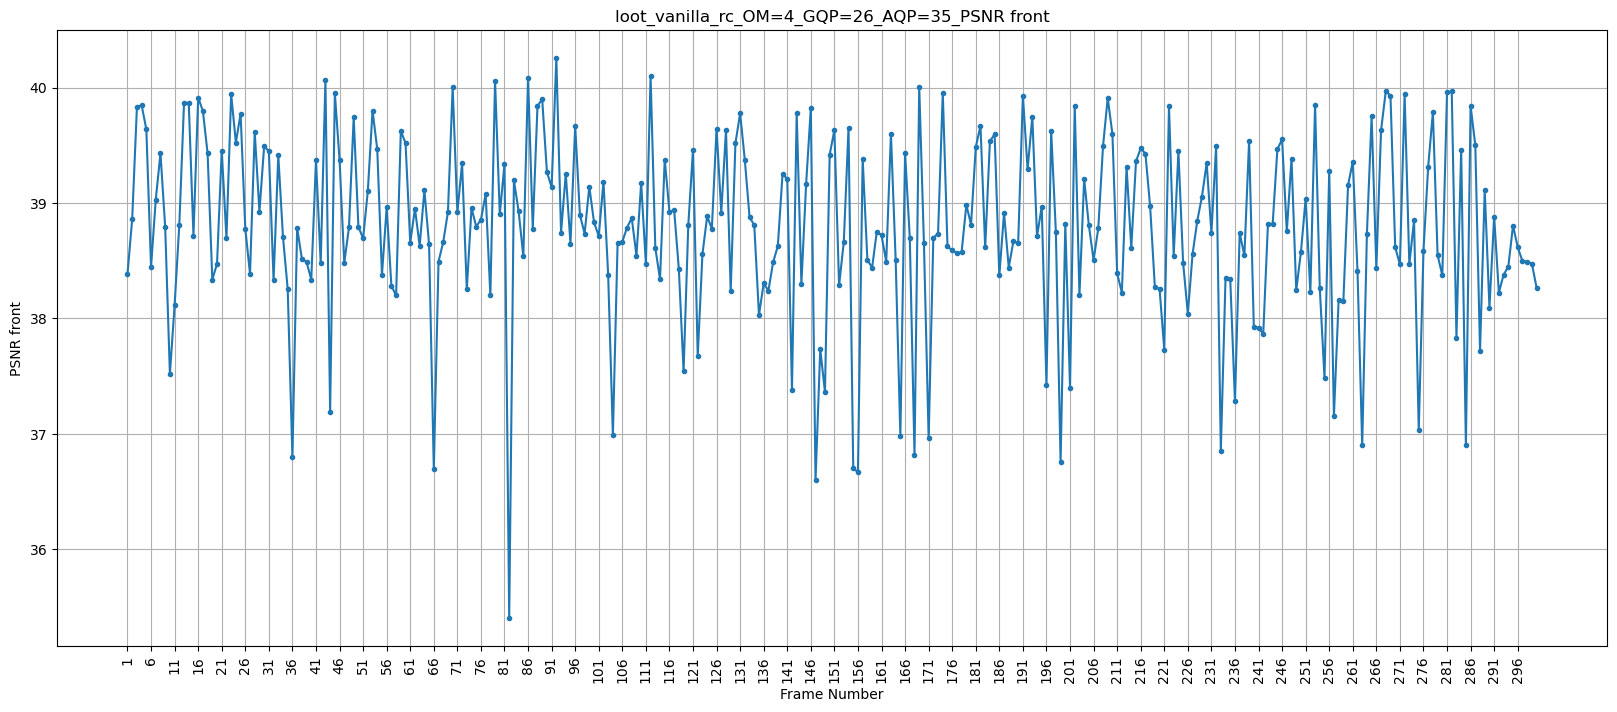 loot_vanilla_rc_OM=4_GQP=26_AQP=35_PSNR front
PSNR front
40
39
38
37
36
1 6 11 16 21 26 31 36 41 46 51 56 61 66 71 76 81 86 91 96 101 106 111 116 121 126 131 136 141 146 151 156 161 166 171 176 181 186 191 196 201 206 211 216 221 226 231 236 241 246 251 256 261 266 271 276 281 286 291 296
Frame Number